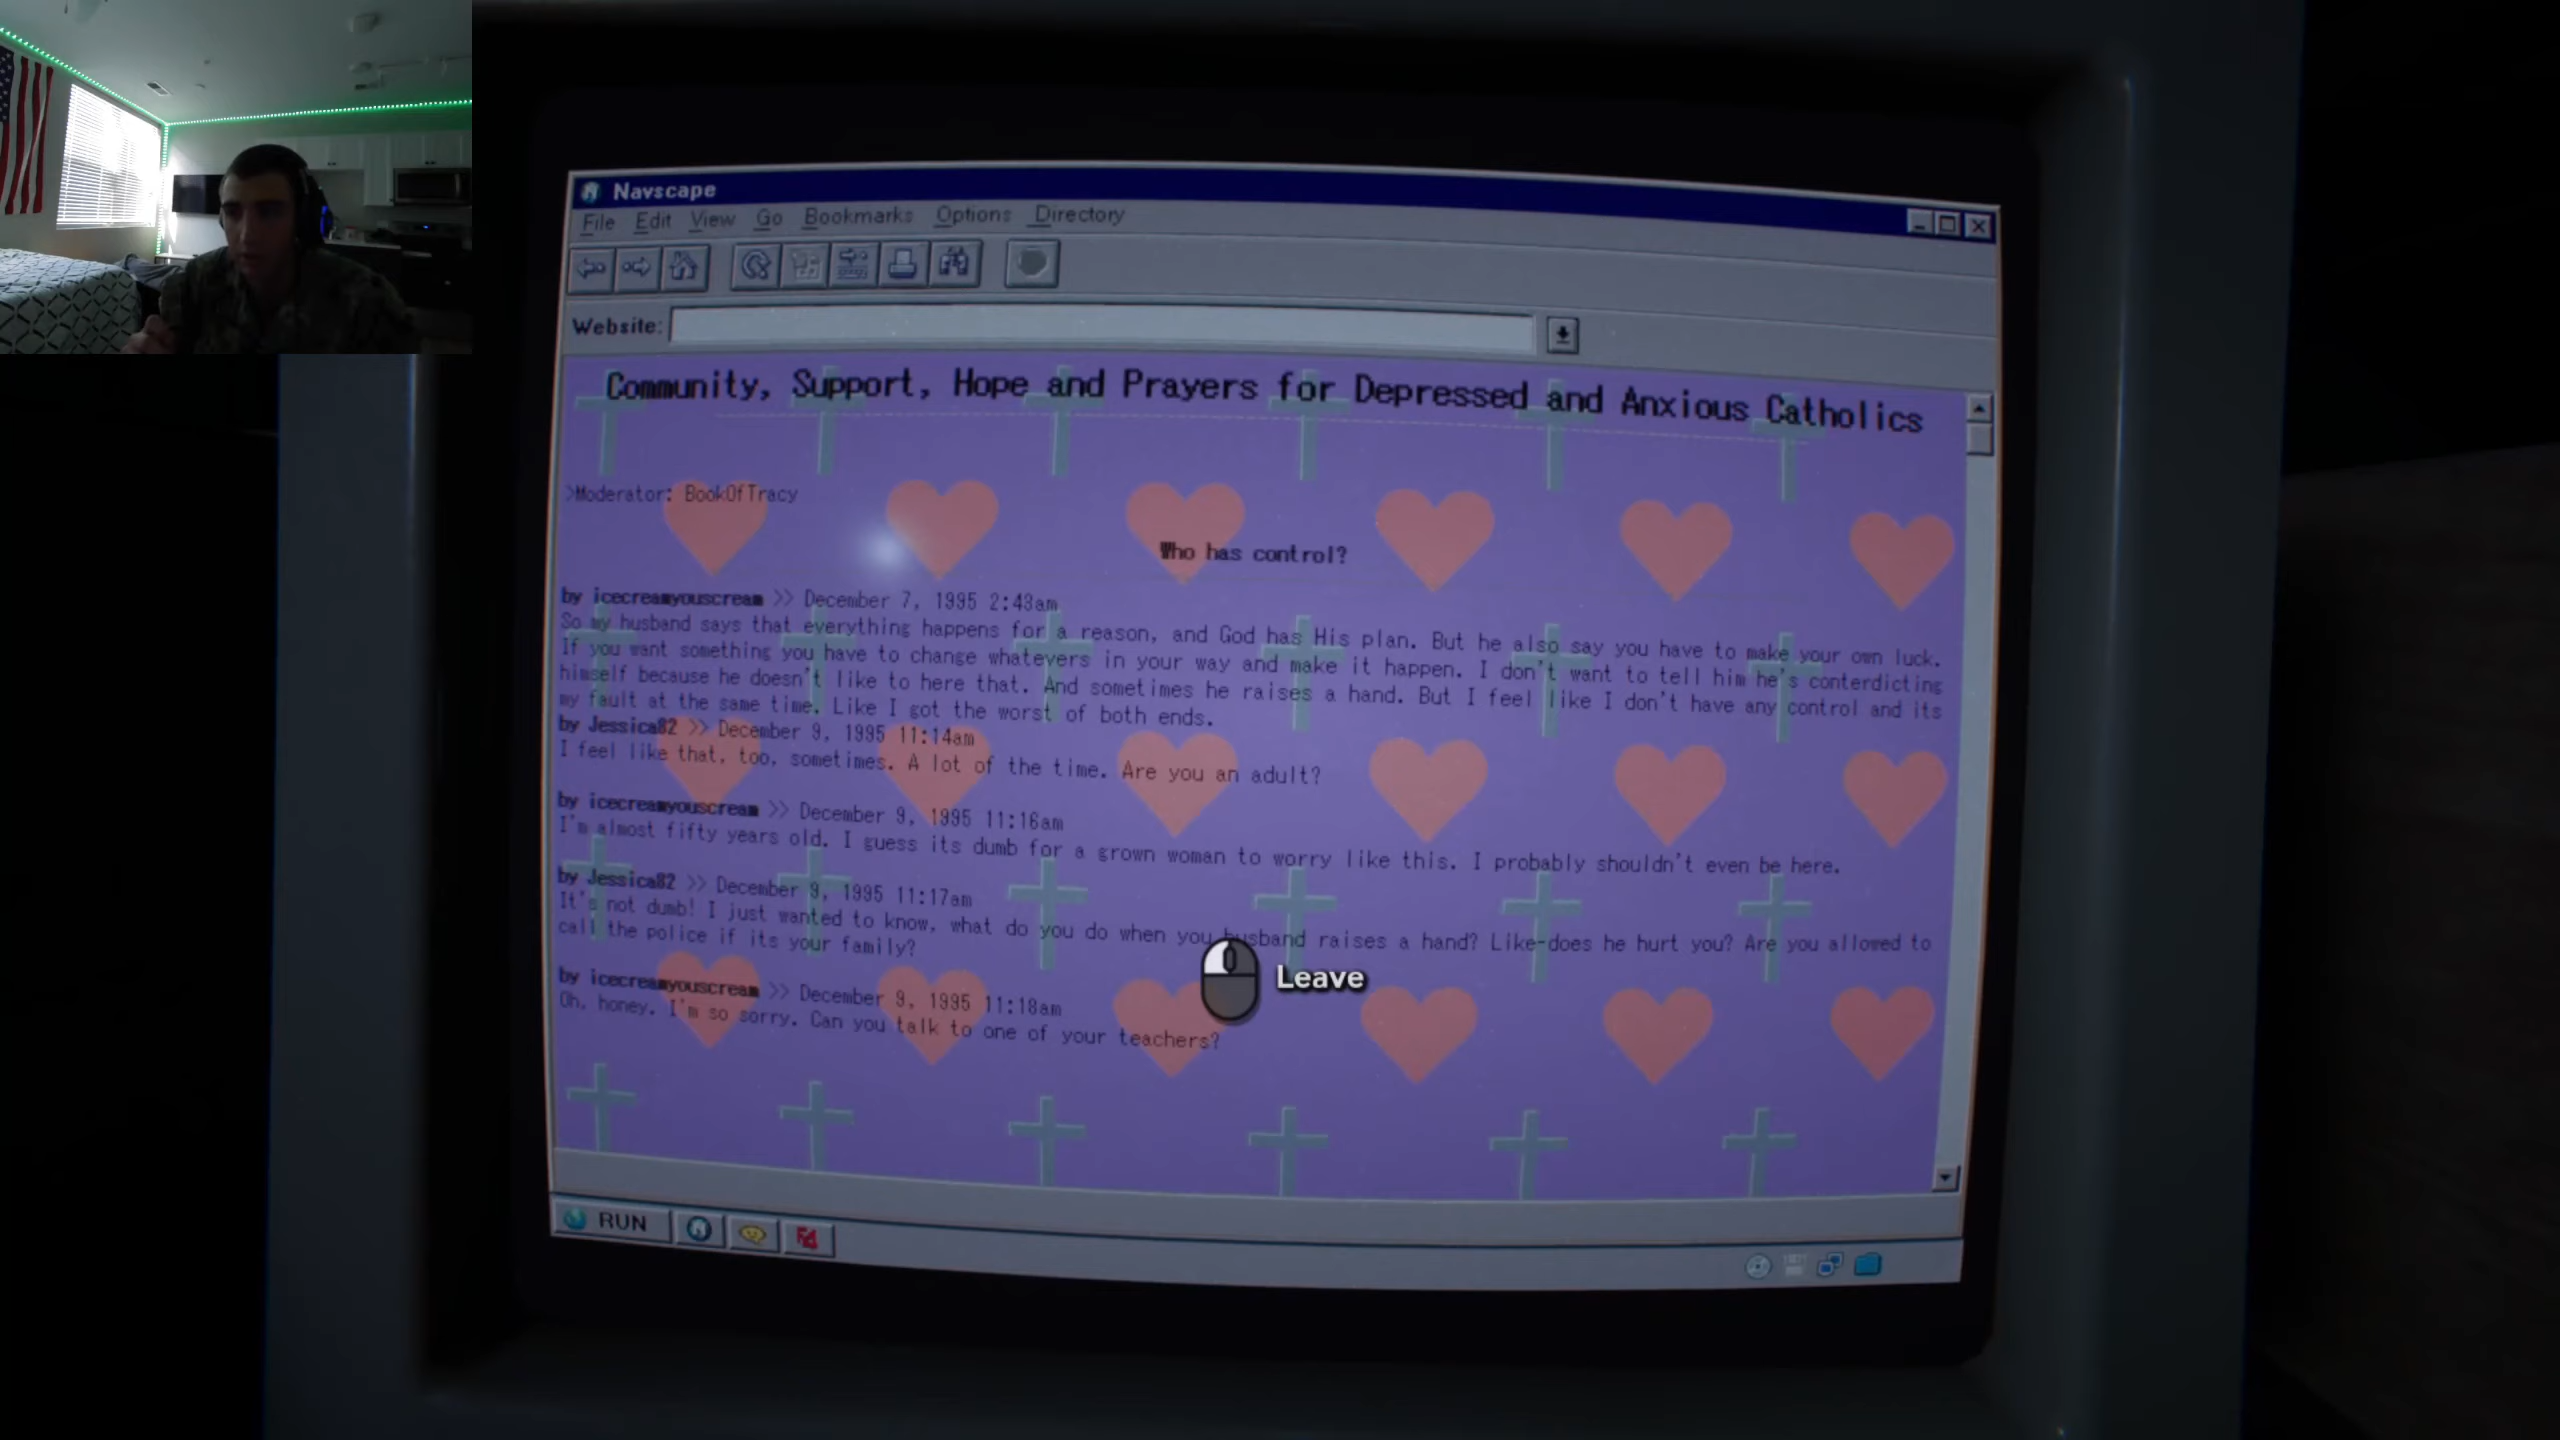 Navscape
File Edit View Go Bookmarks Options Directory
Website:
Community, Support, Hope and Prayers for Depressed and Anxious Catholics
>Moderator: BookOfTracy
Who has control?
by icecreamyouscream >> December 7, 1995 2:43am
So my husband says that everything happens for a reason, and God has His plan. But he also say you have to make your own luck.
If you want something you have to change whatevers in your way and make it happen. I don't want to tell him he's conterdicting
himself because he doesn't like to here that. And sometimes he raises a hand. But I feel like I don't have any control and its
my fault at the same time. Like I got the worst of both ends.
by Jessica82 >> December 9, 1995 11:14am
I feel like that, too, sometimes. A lot of the time. Are you an adult?
by icecreamyouscream >> December 9, 1995 11:16am
I'm almost fifty years old. I guess its dumb for a grown woman to worry like this. I probably shouldn't even be here.
by Jessica82 >> December 9, 1995 11:17am
It's not dumb! I just wanted to know, what do you do when you husband raises a hand? Like-does he hurt you? Are you allowed to
call the police if its your family?
by icecreamyouscream >> December 9, 1995 11:18am
Oh, honey. I'm so sorry. Can you talk to one of your teachers?
Leave
RUN